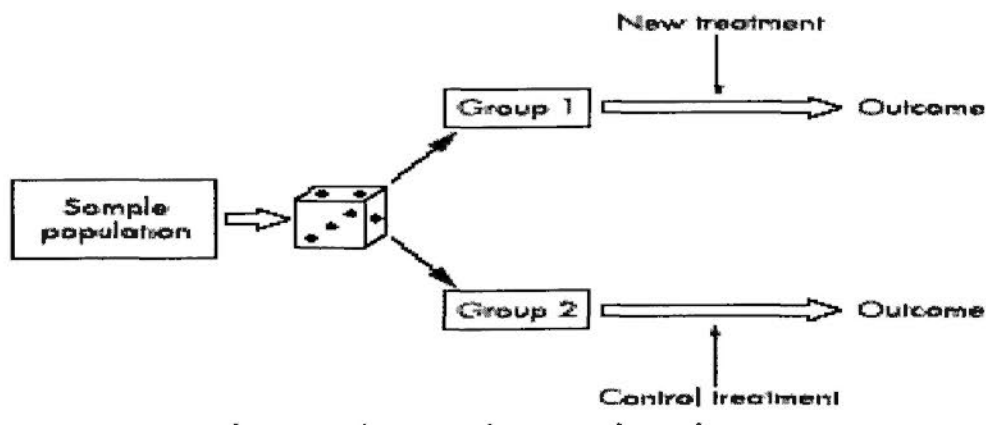 New treatment
Group 1
Outcome
Sample
population
Group 2
Outcome
Control treatment